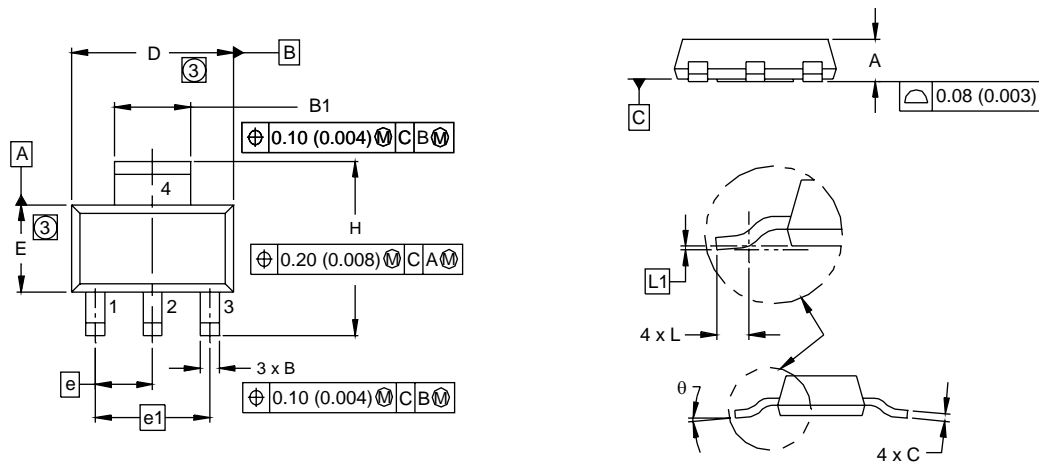 D
③
B
B1
⌖ 0.10 (0.004) Ⓜ C B Ⓜ
A
4
③
E
H
⌖ 0.20 (0.008) Ⓜ C A Ⓜ
1
2
3
3 x B
e
e1
⌖ 0.10 (0.004) Ⓜ C B Ⓜ
A
C
⌓ 0.08 (0.003)
L1
4 x L
θ
4 x C